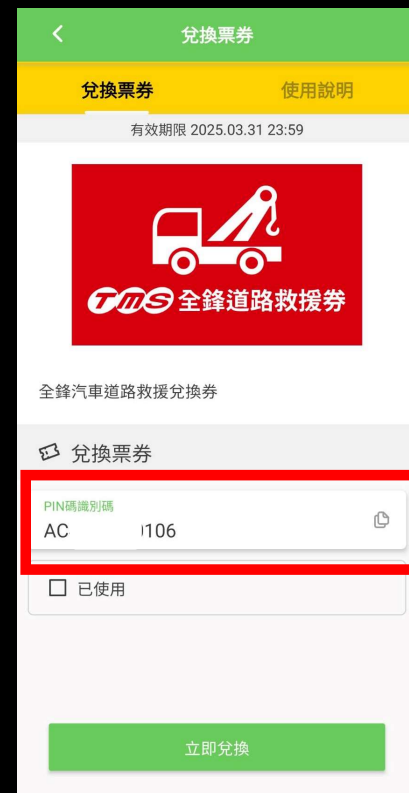 兌換票券
兌換票券 使用說明
有效期限 2025.03.31 23:59
TMS 全鋒道路救援券
全鋒汽車道路救援兌換券
兌換票券
PIN碼識別碼
AC 0106
已使用
立即兌換